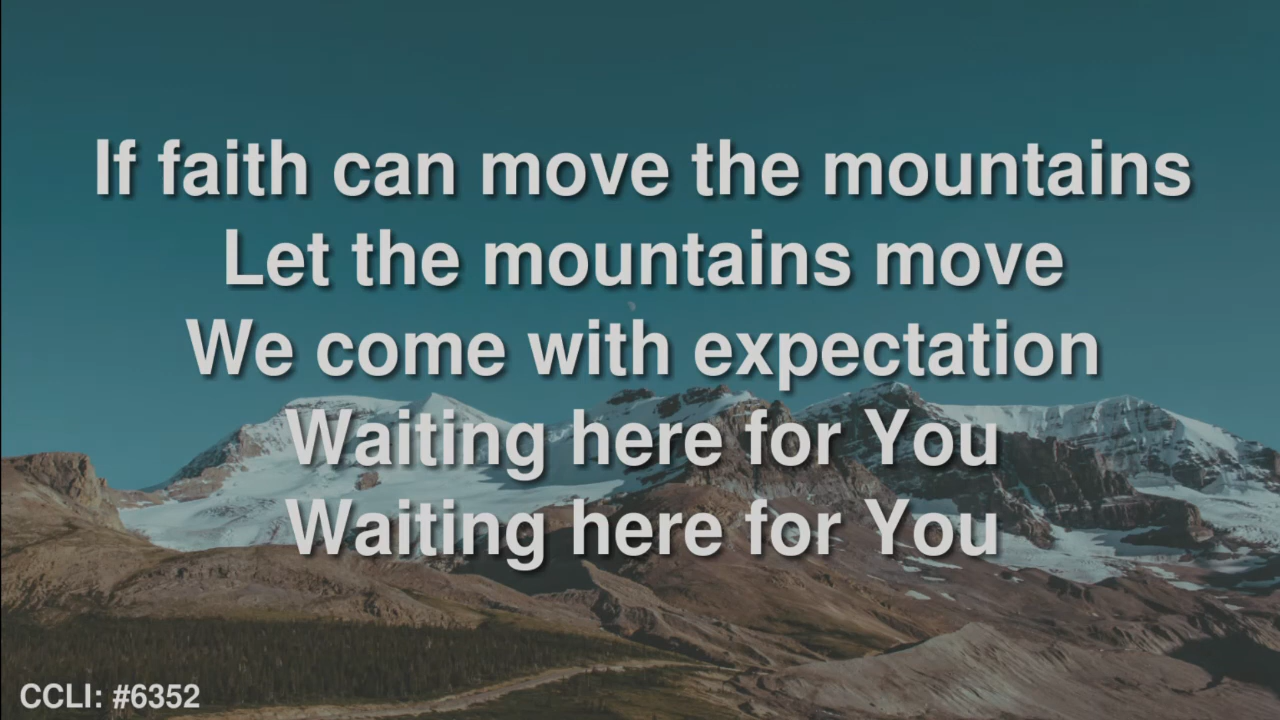 If faith can move the mountains
Let the mountains move
We come with expectation
Waiting here for You
Waiting here for You
CCLI: #6352